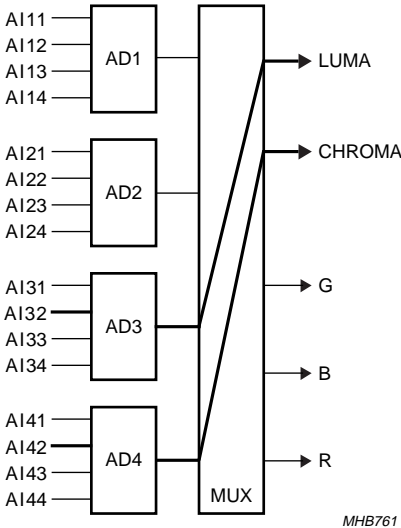 AI11
AI12
AI13
AI14
AD1
LUMA
CHROMA
AI21
AI22
AI23
AI24
AD2
AI31
AI32
AI33
AI34
AD3
G
B
AI41
AI42
AI43
AI44
AD4
R
MUX
MHB761